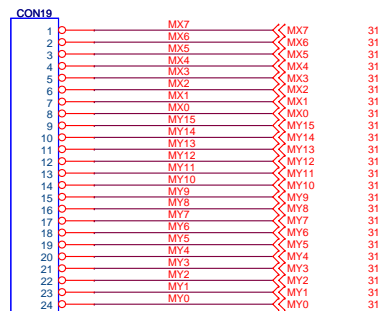 CON19
1 MX7 MX7 31
2 MX6 MX6 31
3 MX5 MX5 31
4 MX4 MX4 31
5 MX3 MX3 31
6 MX2 MX2 31
7 MX1 MX1 31
8 MX0 MX0 31
9 MY15 MY15 31
10 MY14 MY14 31
11 MY13 MY13 31
12 MY12 MY12 31
13 MY11 MY11 31
14 MY10 MY10 31
15 MY9 MY9 31
16 MY8 MY8 31
17 MY7 MY7 31
18 MY6 MY6 31
19 MY5 MY5 31
20 MY4 MY4 31
21 MY3 MY3 31
22 MY2 MY2 31
23 MY1 MY1 31
24 MY0 MY0 31